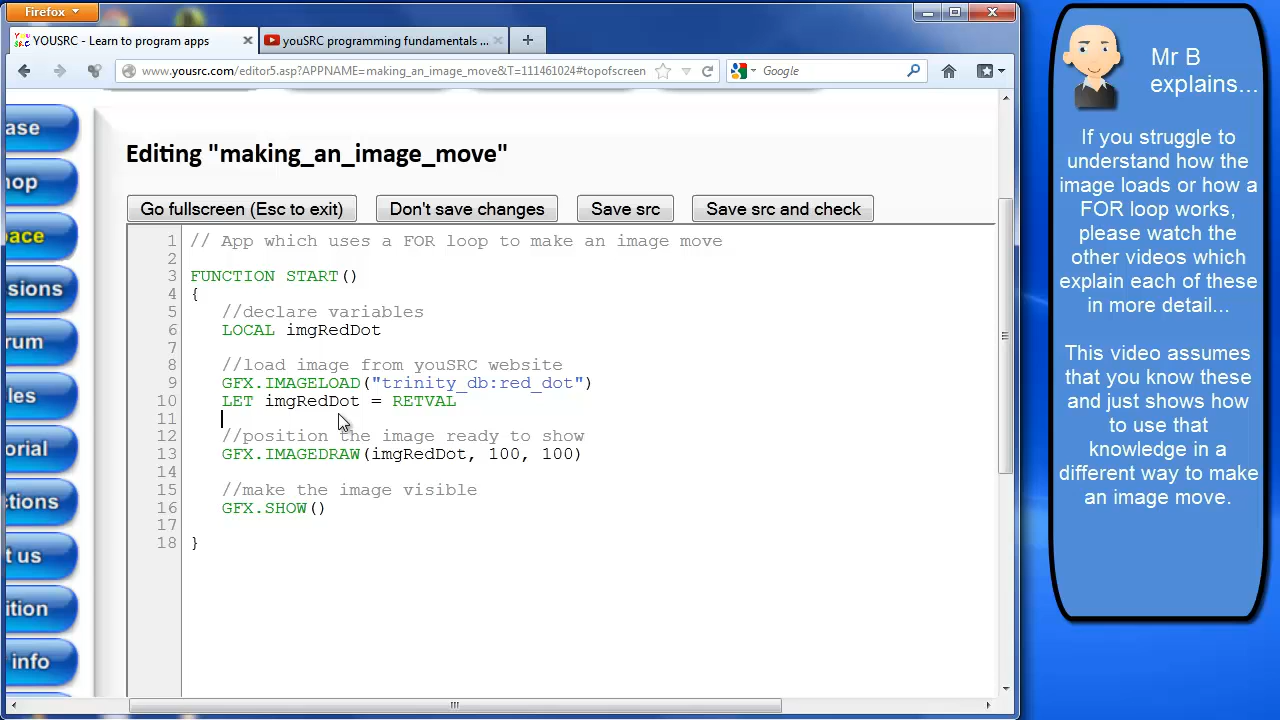 Firefox
YOUSRC - Learn to program apps
youSRC programming fundamentals ...
www.yousrc.com/editor5.asp?APPNAME=making_an_image_move&T=111461024#topofscreen
Google
ase
hop
ace
sions
rum
les
orial
ctions
t us
ition
info
Editing "making_an_image_move"
Go fullscreen (Esc to exit)
Don't save changes
Save src
Save src and check
1 // App which uses a FOR loop to make an image move
2
3 FUNCTION START()
4 {
5 //declare variables
6 LOCAL imgRedDot
7
8 //load image from youSRC website
9 GFX.IMAGELOAD("trinity_db:red_dot")
10 LET imgRedDot = RETVAL
11
12 //position the image ready to show
13 GFX.IMAGEDRAW(imgRedDot, 100, 100)
14
15 //make the image visible
16 GFX.SHOW()
17
18 }
Mr B
explains...
If you struggle to
understand how the
image loads or how a
FOR loop works,
please watch the
other videos which
explain each of these
in more detail...
This video assumes
that you know these
and just shows how
to use that
knowledge in a
different way to make
an image move.